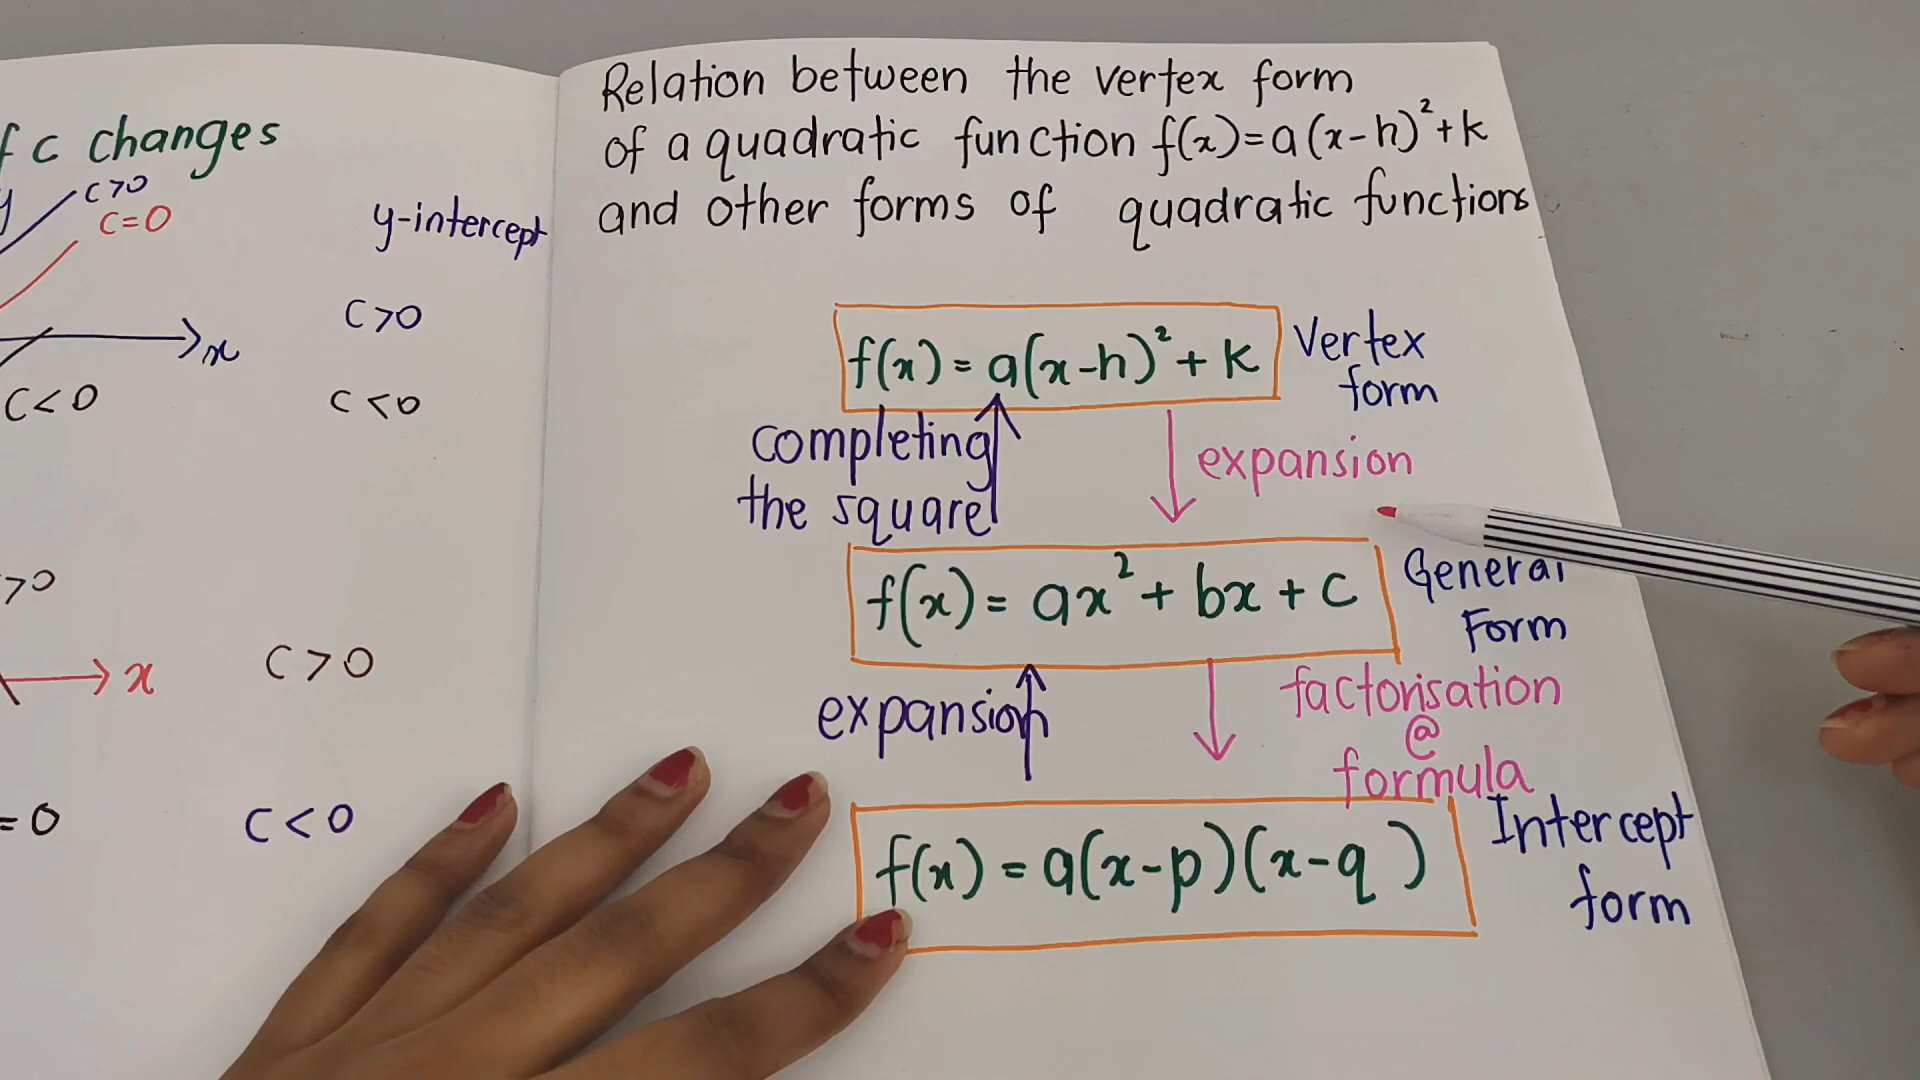 f c changes
y
c>0
c=0
y-intercept
x
c>0
c<0
c<0
>0
x
c>0
=0
c<0
Relation between the vertex form
of a quadratic function f(x)=a(x-h)²+k
and other forms of quadratic functions
f(x)=a(x-h)²+k
Vertex
form
completing
the square
expansion
f(x)=ax²+bx+c
General
Form
expansion
factorisation
@
formula
f(x)=a(x-p)(x-q)
Intercept
form